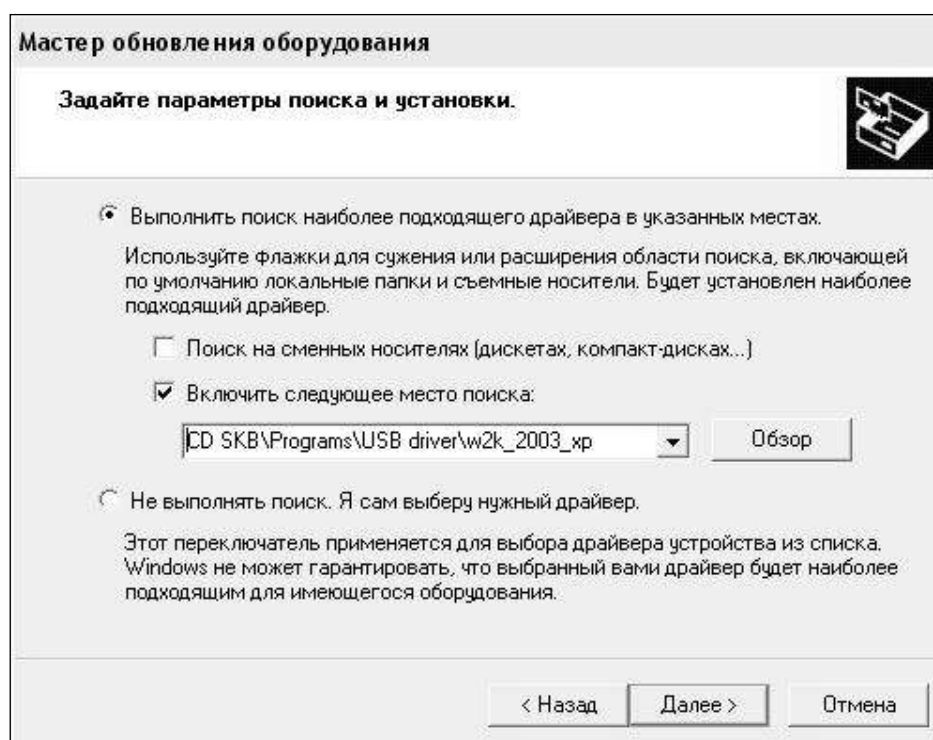 Мастер обновления оборудования
Задайте параметры поиска и установки.
Выполнить поиск наиболее подходящего драйвера в указанных местах.
Используйте флажки для сужения или расширения области поиска, включающей
по умолчанию локальные папки и съемные носители. Будет установлен наиболее
подходящий драйвер.
Поиск на сменных носителях (дискетах, компакт-дисках...)
Включить следующее место поиска:
CD SKB\Programs\USB driver\w2k_2003_xp
Обзор
Не выполнять поиск. Я сам выберу нужный драйвер.
Этот переключатель применяется для выбора драйвера устройства из списка.
Windows не может гарантировать, что выбранный вами драйвер будет наиболее
подходящим для имеющегося оборудования.
< Назад
Далее >
Отмена